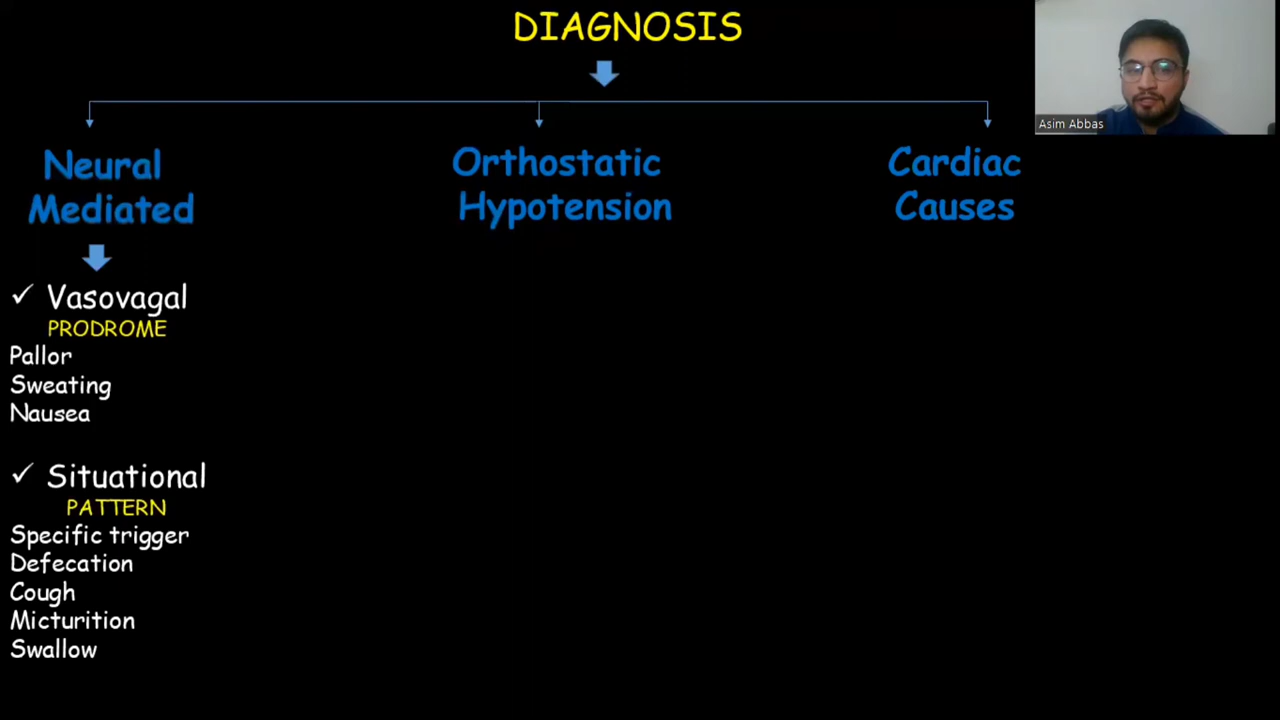 DIAGNOSIS
Asim Abbas
Neural
Mediated
Orthostatic
Hypotension
Cardiac
Causes
✓ Vasovagal
PRODROME
Pallor
Sweating
Nausea
✓ Situational
PATTERN
Specific trigger
Defecation
Cough
Micturition
Swallow